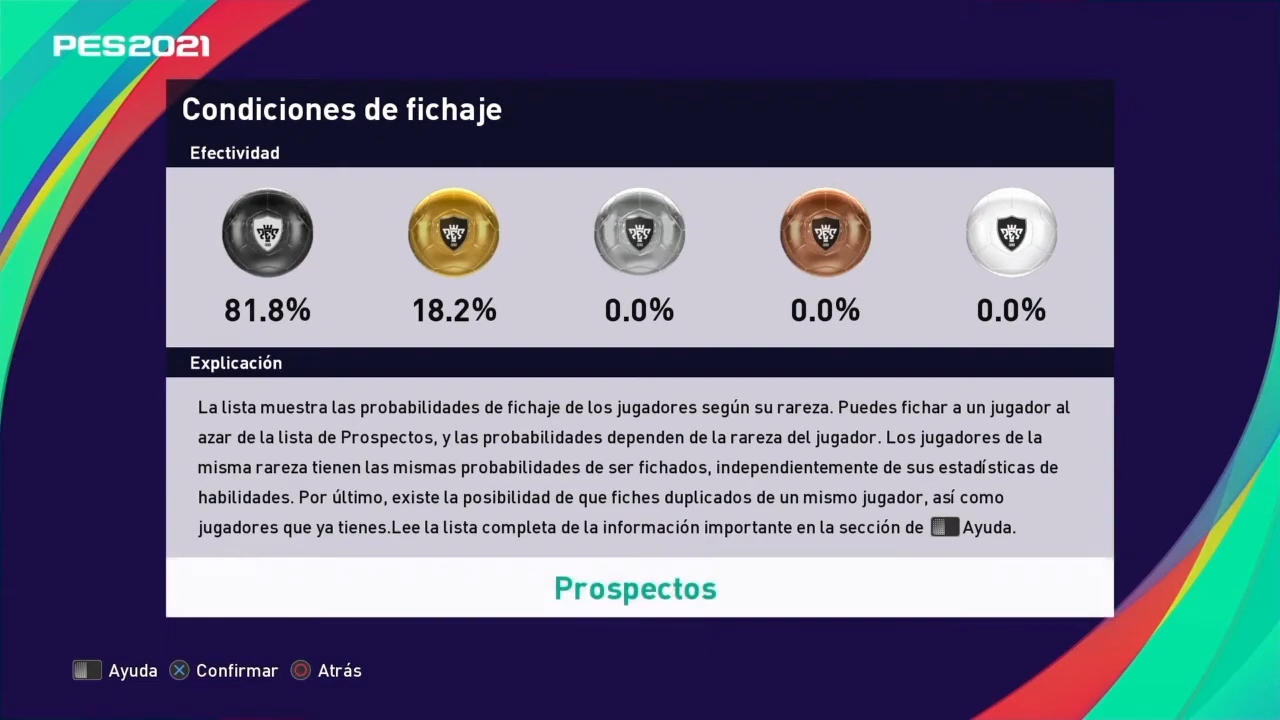 PES2021
Condiciones de fichaje
Efectividad
81.8% 18.2% 0.0% 0.0% 0.0%
Explicación
La lista muestra las probabilidades de fichaje de los jugadores según su rareza. Puedes fichar a un jugador al
azar de la lista de Prospectos, y las probabilidades dependen de la rareza del jugador. Los jugadores de la
misma rareza tienen las mismas probabilidades de ser fichados, independientemente de sus estadísticas de
habilidades. Por último, existe la posibilidad de que fiches duplicados de un mismo jugador, así como
jugadores que ya tienes.Lee la lista completa de la información importante en la sección de Ayuda.
Prospectos
Ayuda Confirmar Atrás